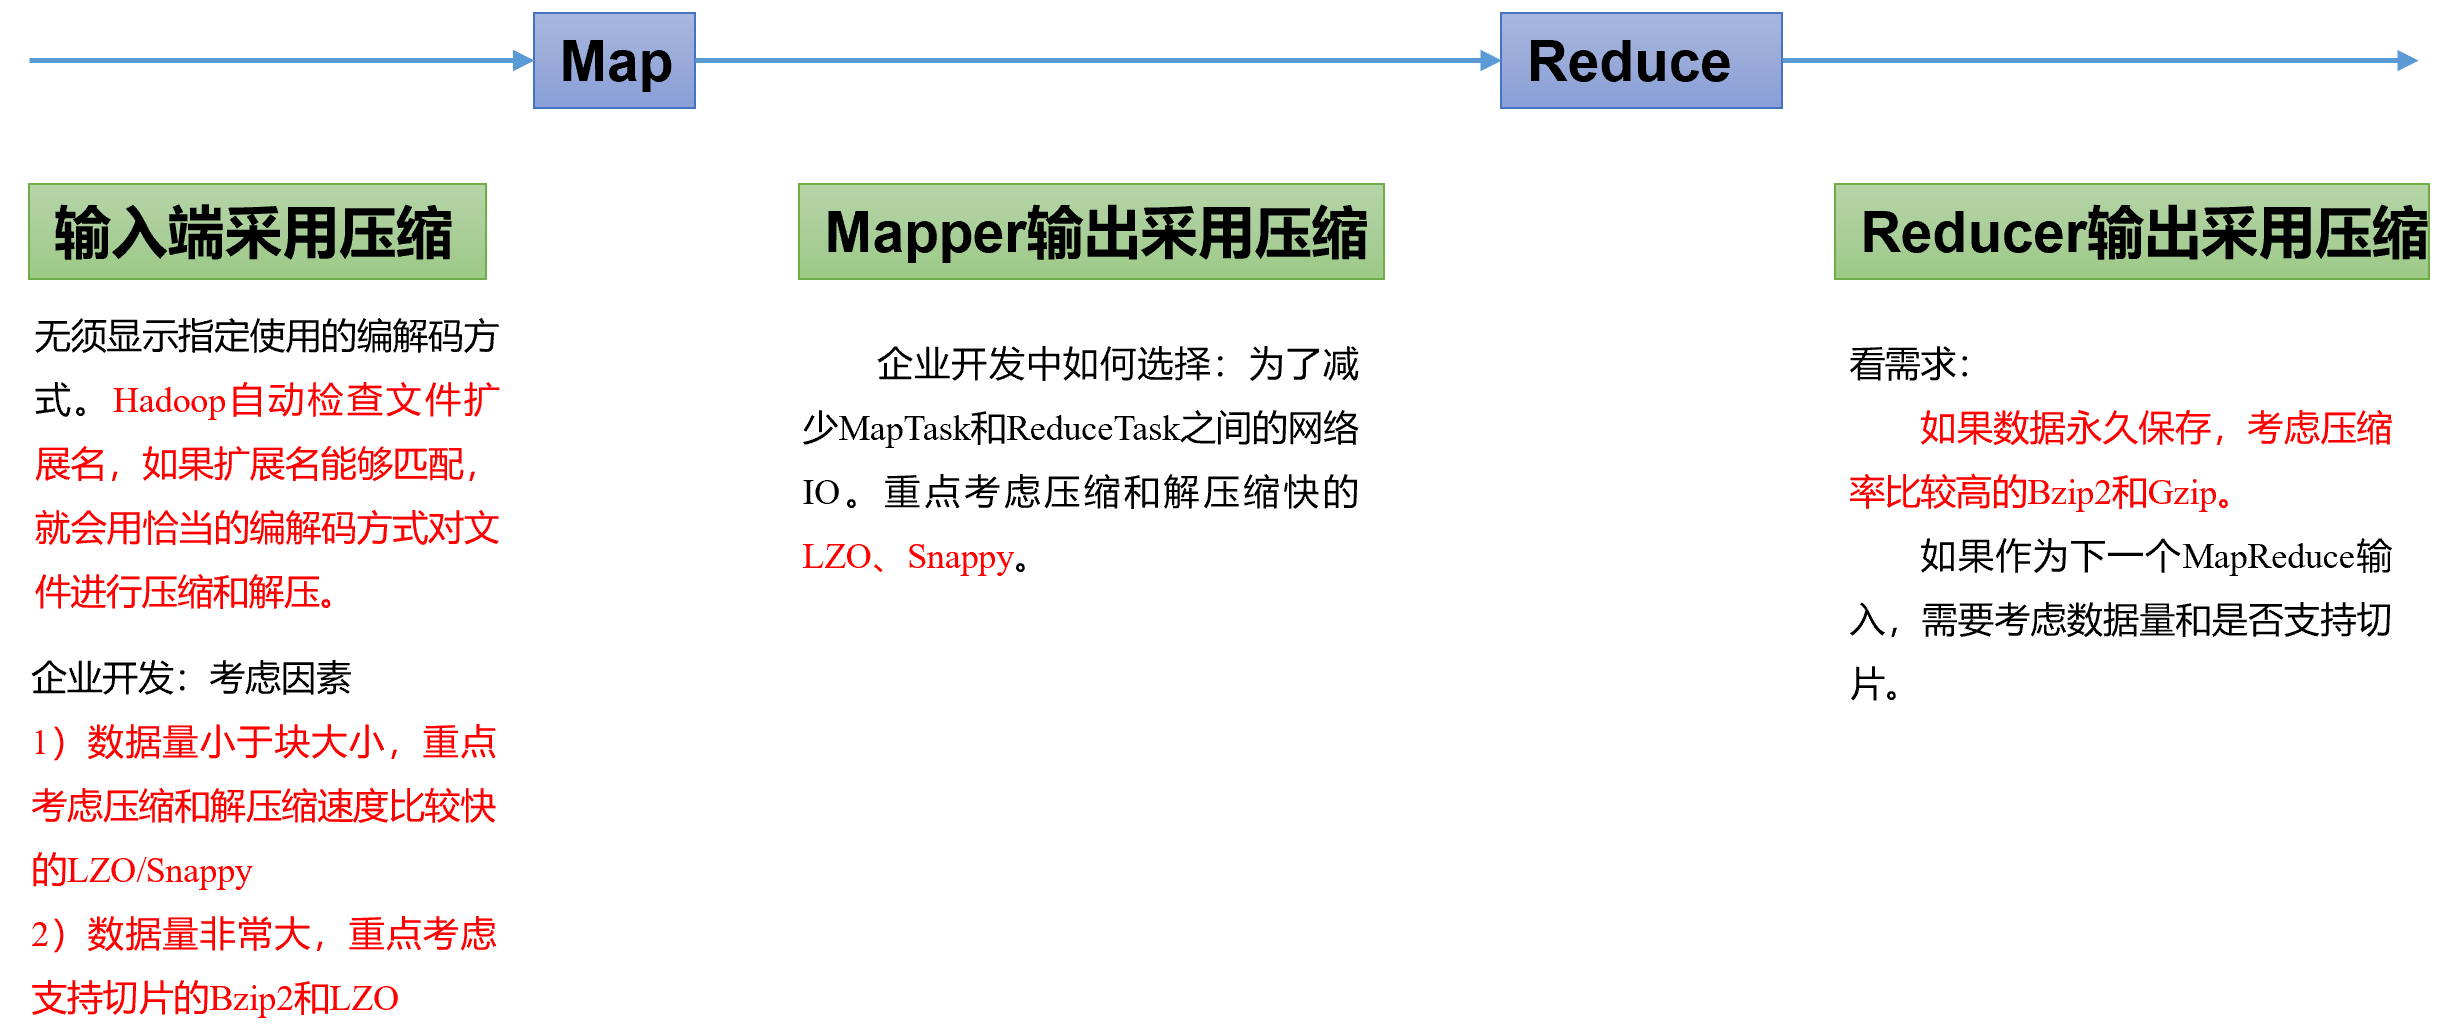 Map
Reduce
输入端采用压缩
无须显示指定使用的编解码方
式。Hadoop自动检查文件扩
展名，如果扩展名能够匹配，
就会用恰当的编解码方式对文
件进行压缩和解压。
企业开发：考虑因素
1）数据量小于块大小，重点
考虑压缩和解压缩速度比较快
的LZO/Snappy
2）数据量非常大，重点考虑
支持切片的Bzip2和LZO
Mapper输出采用压缩
企业开发中如何选择：为了减
少MapTask和ReduceTask之间的网络
IO。重点考虑压缩和解压缩快的
LZO、Snappy。
Reducer输出采用压缩
看需求：
如果数据永久保存，考虑压缩
率比较高的Bzip2和Gzip。
如果作为下一个MapReduce输
入，需要考虑数据量和是否支持切
片。